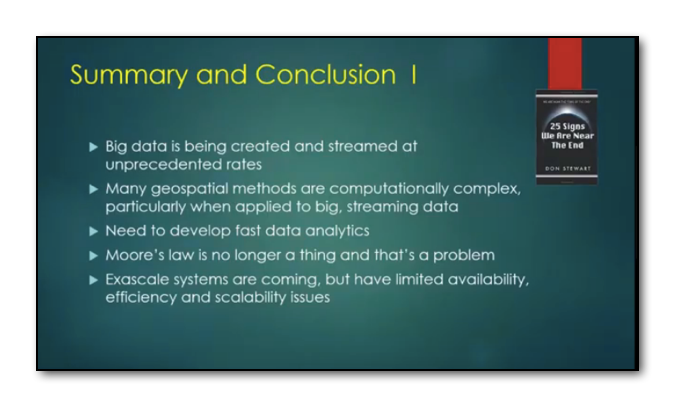 Summary and Conclusion I
Big data is being created and streamed at
unprecedented rates
Many geospatial methods are computationally complex,
particularly when applied to big, streaming data
Need to develop fast data analytics
Moore's law is no longer a thing and that's a problem
Exascale systems are coming, but have limited availability,
efficiency and scalability issues
25 Signs
We Are Near
The End
DON STEWART